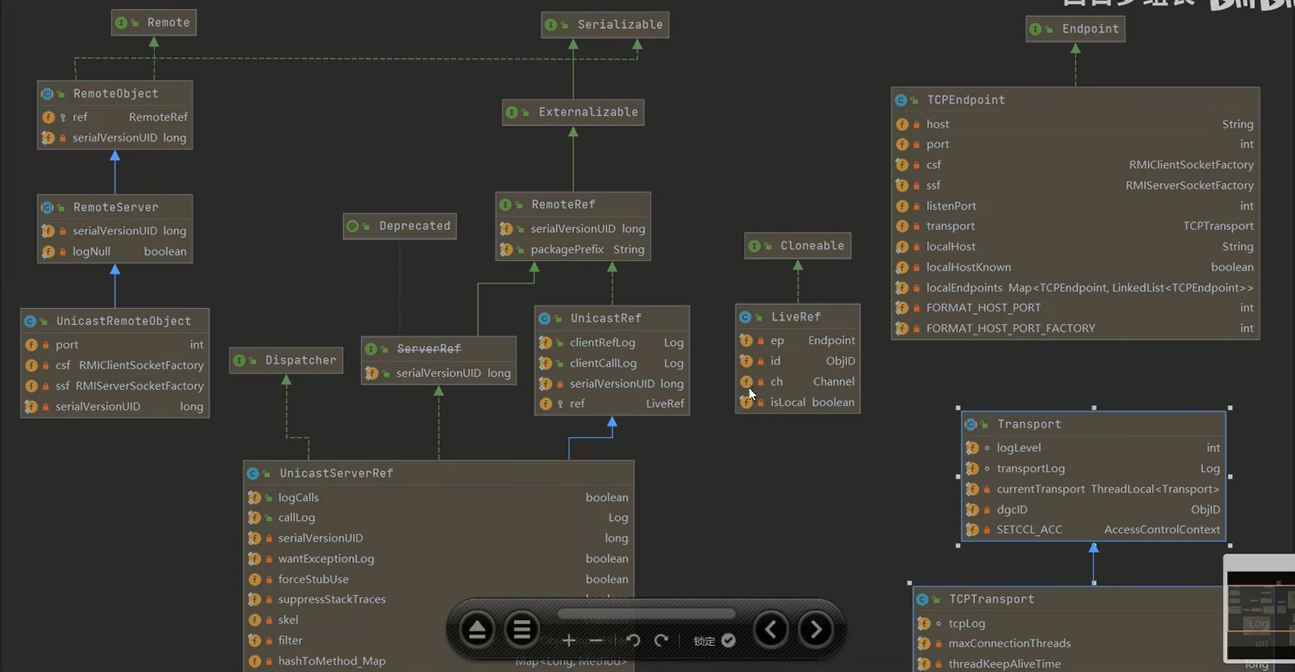 Remote
Serializable
Endpoint
RemoteObject
ref RemoteRef
serialVersionUID long
Externalizable
TCPEndpoint
host String
port int
csf RMIClientSocketFactory
ssf RMIServerSocketFactory
listenPort int
transport TCPTransport
localHost String
localHostKnown boolean
localEndpoints Map<TCPEndpoint, LinkedList<TCPEndpoint>>
FORMAT_HOST_PORT int
FORMAT_HOST_PORT_FACTORY int
RemoteServer
serialVersionUID long
logNull boolean
Deprecated
RemoteRef
serialVersionUID long
packagePrefix String
Cloneable
UnicastRemoteObject
port int
csf RMIClientSocketFactory
ssf RMIServerSocketFactory
serialVersionUID long
Dispatcher
ServerRef
serialVersionUID long
UnicastRef
clientRefLog Log
clientCallLog Log
serialVersionUID long
ref LiveRef
LiveRef
ep Endpoint
id ObjID
ch Channel
isLocal boolean
Transport
logLevel int
transportLog Log
currentTransport ThreadLocal<Transport>
dgcID ObjID
SETCCL_ACC AccessControlContext
UnicastServerRef
logCalls boolean
callLog Log
serialVersionUID long
wantExceptionLog boolean
forceStubUse boolean
suppressStackTraces
skel
filter
hashToMethod_Map Map<Long, Method>
TCPTransport
tcpLog Log
maxConnectionThreads int
threadKeepAliveTime long
锁定